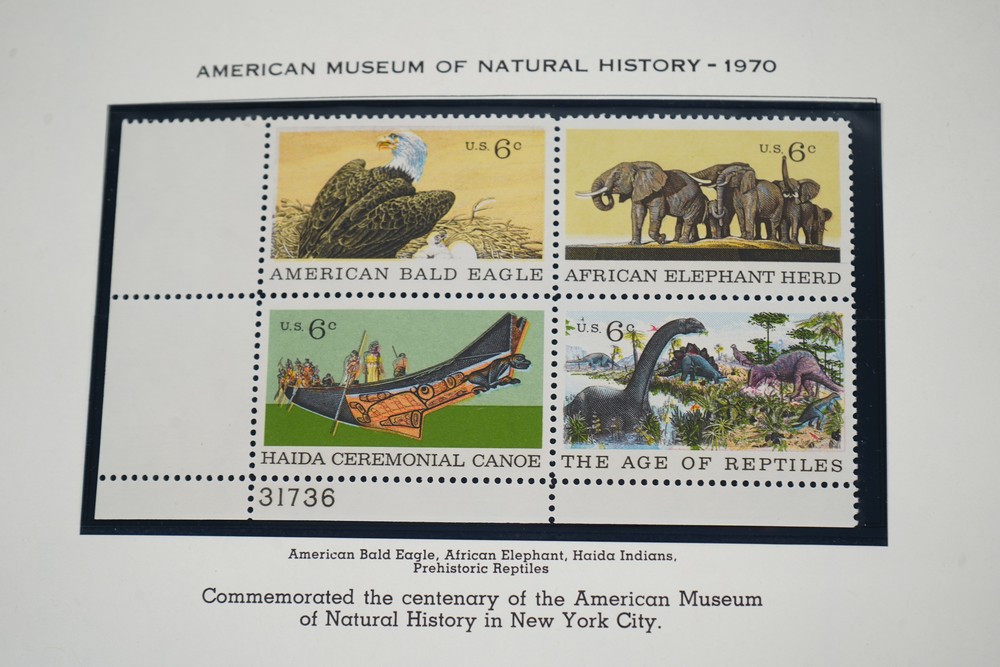 AMERICAN MUSEUM OF NATURAL HISTORY - 1970
U.S. 6c
AMERICAN BALD EAGLE
U.S. 6c
AFRICAN ELEPHANT HERD
U.S. 6c
HAIDA CEREMONIAL CANOE
U.S. 6c
THE AGE OF REPTILES
31736
American Bald Eagle, African Elephant, Haida Indians,
Prehistoric Reptiles
Commemorated the centenary of the American Museum
of Natural History in New York City.